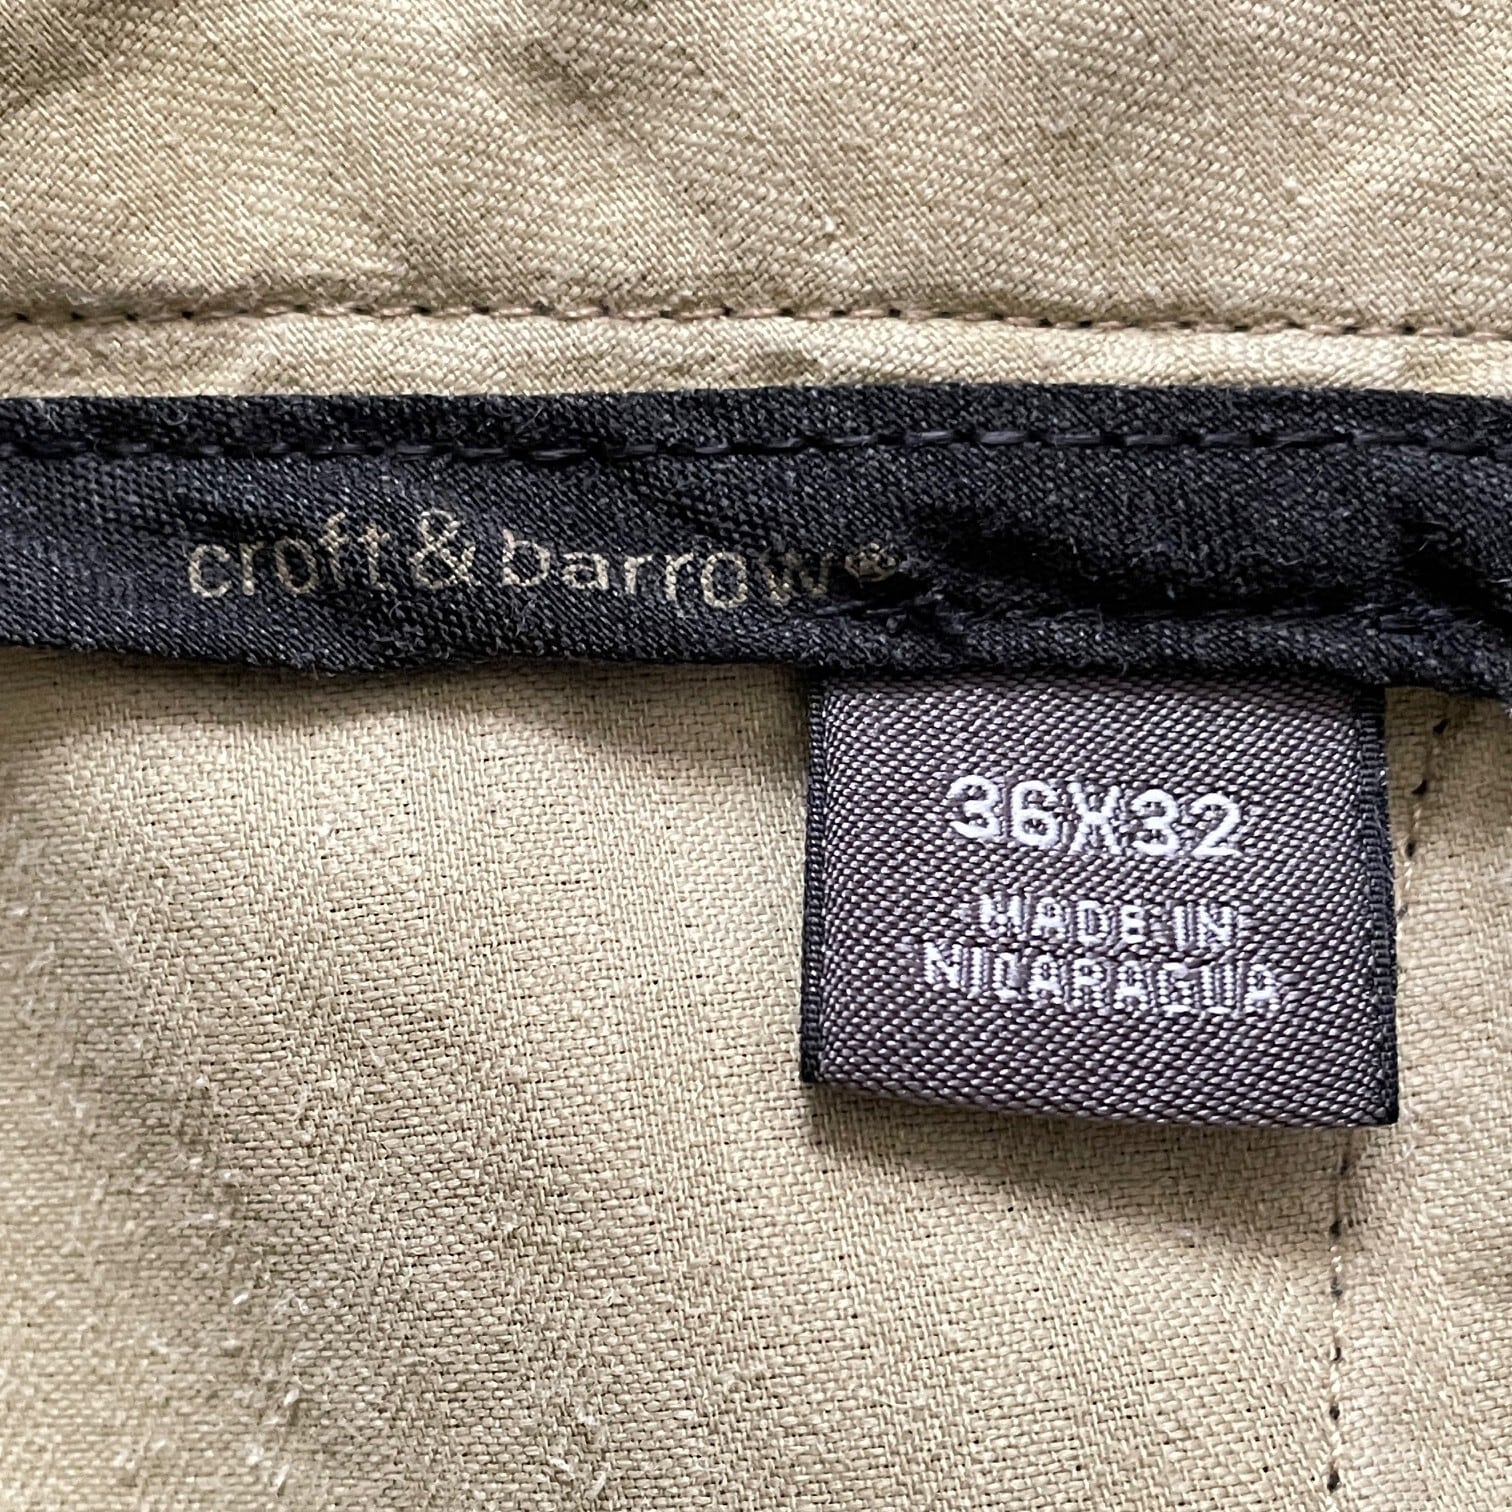 croft & barrow®
36X32
MADE IN
NICARAGUA